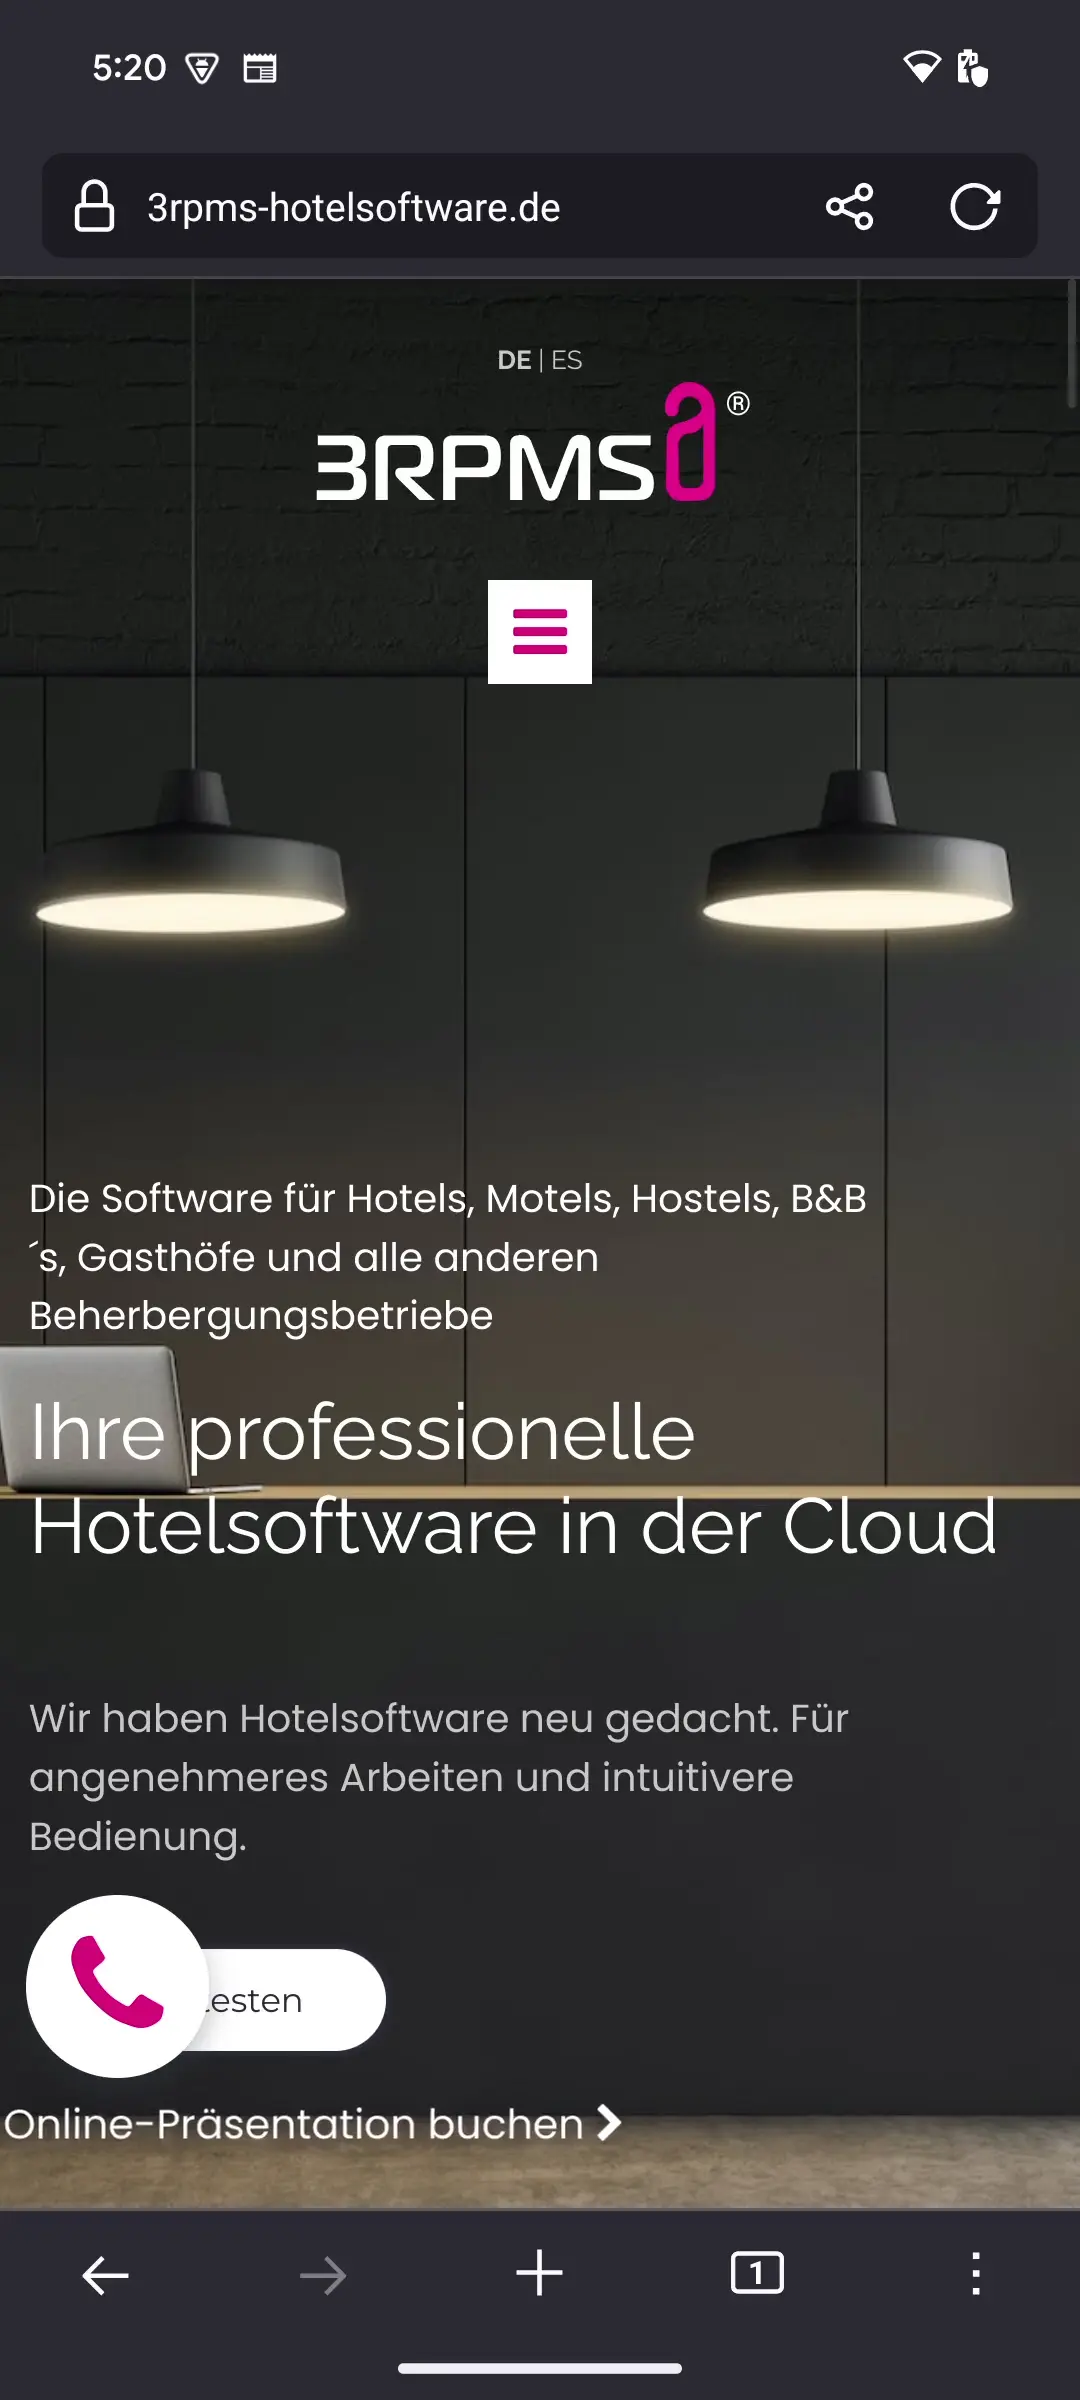 5:20
3rpms-hotelsoftware.de
DE | ES
3RPMS ®
Die Software für Hotels, Motels, Hostels, B&B
´s, Gasthöfe und alle anderen
Beherbergungsbetriebe
Ihre professionelle
Hotelsoftware in der Cloud
Wir haben Hotelsoftware neu gedacht. Für
angenehmeres Arbeiten und intuitivere
Bedienung.
testen
Online-Präsentation buchen
1